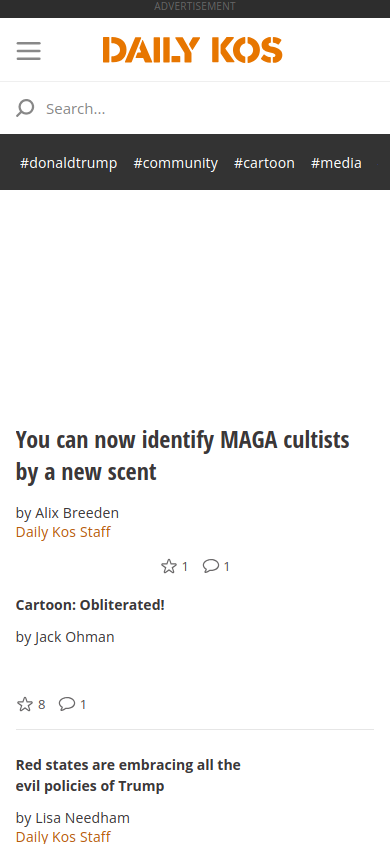 ADVERTISEMENT
DAILY KOS
Search...
#donaldtrump #community #cartoon #media
You can now identify MAGA cultists
by a new scent
by Alix Breeden
Daily Kos Staff
1 1
Cartoon: Obliterated!
by Jack Ohman
8 1
Red states are embracing all the
evil policies of Trump
by Lisa Needham
Daily Kos Staff